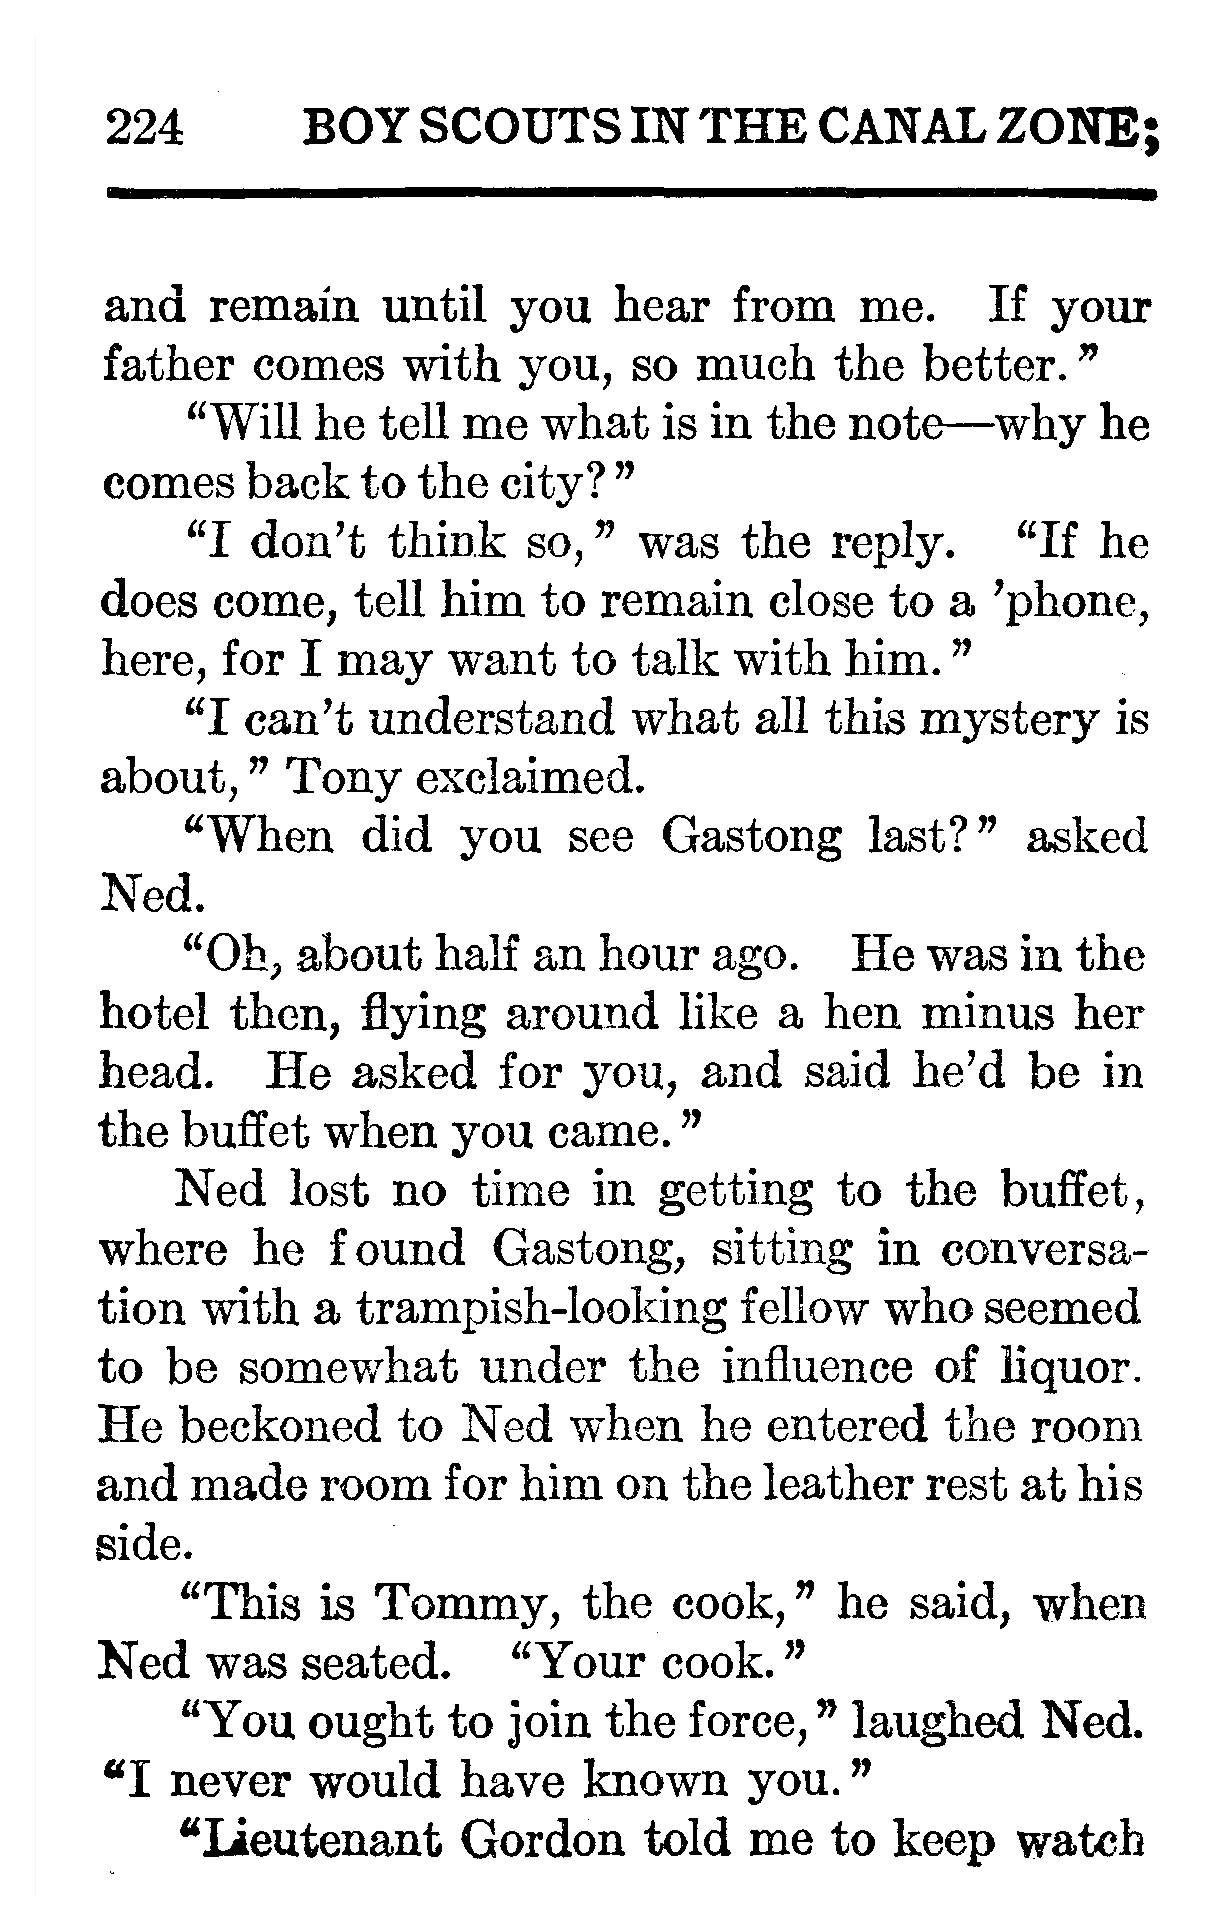 224 BOY SCOUTS IN THE CANAL ZONE;
and remain until you hear from me. If your
father comes with you, so much the better.”
“Will he tell me what is in the note—why he
comes back to the city?”
“I don’t think so,” was the reply. “If he
does come, tell him to remain close to a ’phone,
here, for I may want to talk with him.”
“I can’t understand what all this mystery is
about,” Tony exclaimed.
“When did you see Gastong last?” asked
Ned.
“Oh, about half an hour ago. He was in the
hotel then, flying around like a hen minus her
head. He asked for you, and said he’d be in
the buffet when you came.”
Ned lost no time in getting to the buffet,
where he found Gastong, sitting in conversa-
tion with a trampish-looking fellow who seemed
to be somewhat under the influence of liquor.
He beckoned to Ned when he entered the room
and made room for him on the leather rest at his
side.
“This is Tommy, the cook,” he said, when
Ned was seated. “Your cook.”
“You ought to join the force,” laughed Ned.
“I never would have known you.”
“Lieutenant Gordon told me to keep watch